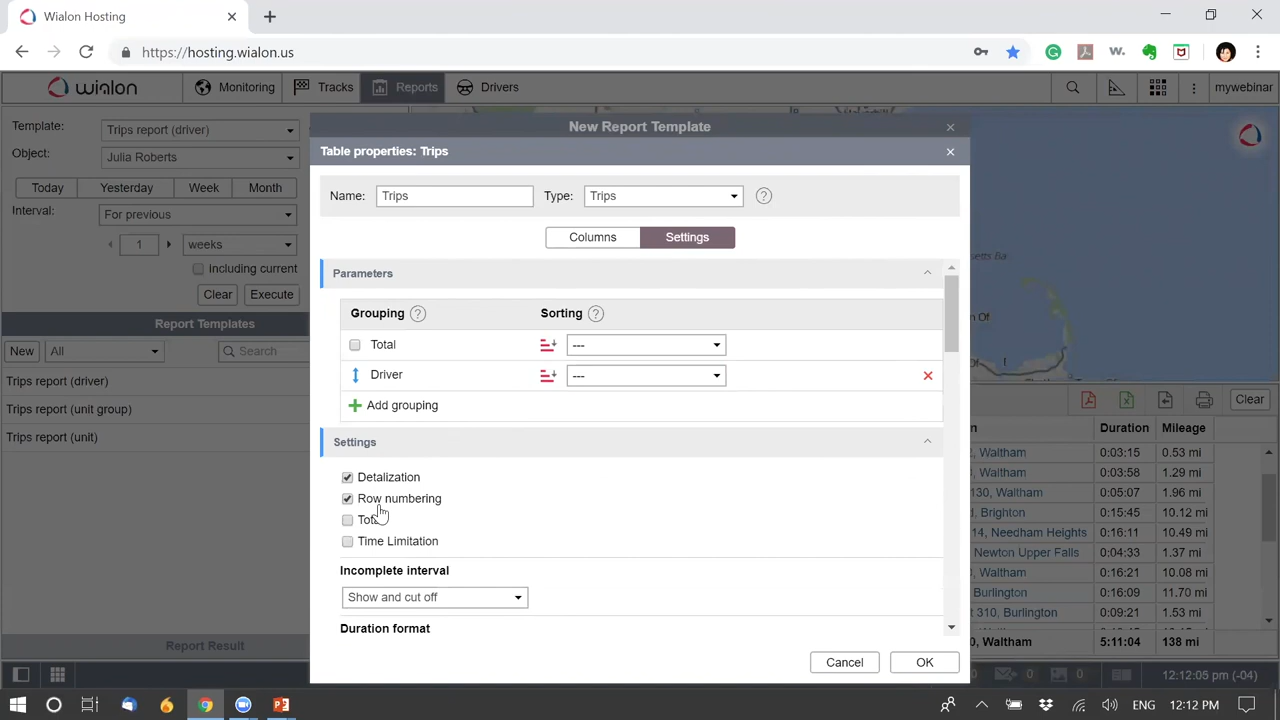 Wialon Hosting
https://hosting.wialon.us
W.
wialon
Monitoring
Tracks
Reports
Drivers
mywebinar
Template:
Trips report (driver)
Object:
Julia Roberts
Today
Yesterday
Week
Month
Interval:
For previous
1
weeks
Including current
Clear
Execute
Report Templates
New
All
Search
Trips report (driver)
Trips report (unit group)
Trips report (unit)
Report Result
New Report Template
Table properties: Trips
Name:
Trips
Type:
Trips
?
Columns
Settings
Parameters
Grouping ?
Sorting ?
Total
---
Driver
---
Add grouping
Settings
Detalization
Row numbering
Time Limitation
Incomplete interval
Show and cut off
Duration format
Cancel
OK
setts Bay
Of
Clear
n
Duration
Mileage
2, Waltham 0:03:15 0.53 mi
, Waltham 0:03:58 1.29 mi
130, Waltham 0:05:07 1.96 mi
d, Brighton 0:15:45 10.12 mi
14, Needham Heights 0:16:11 10.49 mi
Newton Upper Falls 0:04:33 1.37 mi
, Waltham 0:16:21 10.08 mi
Burlington 0:16:09 11.70 mi
310, Burlington 0:09:21 1.53 mi
0, Waltham 5:11:04 138 mi
0
0
12:12:05 pm (-04)
ENG
12:12 PM